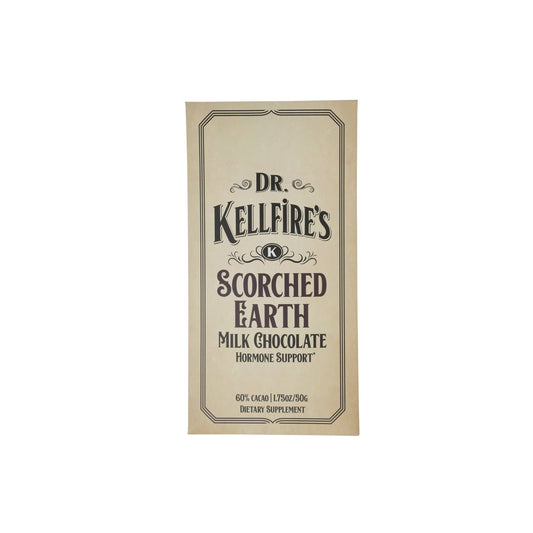 Dr.
Kellfire's
K
Scorched
Earth
Milk Chocolate
Hormone Support*
60% cacao | 1.75oz/50g
Dietary Supplement